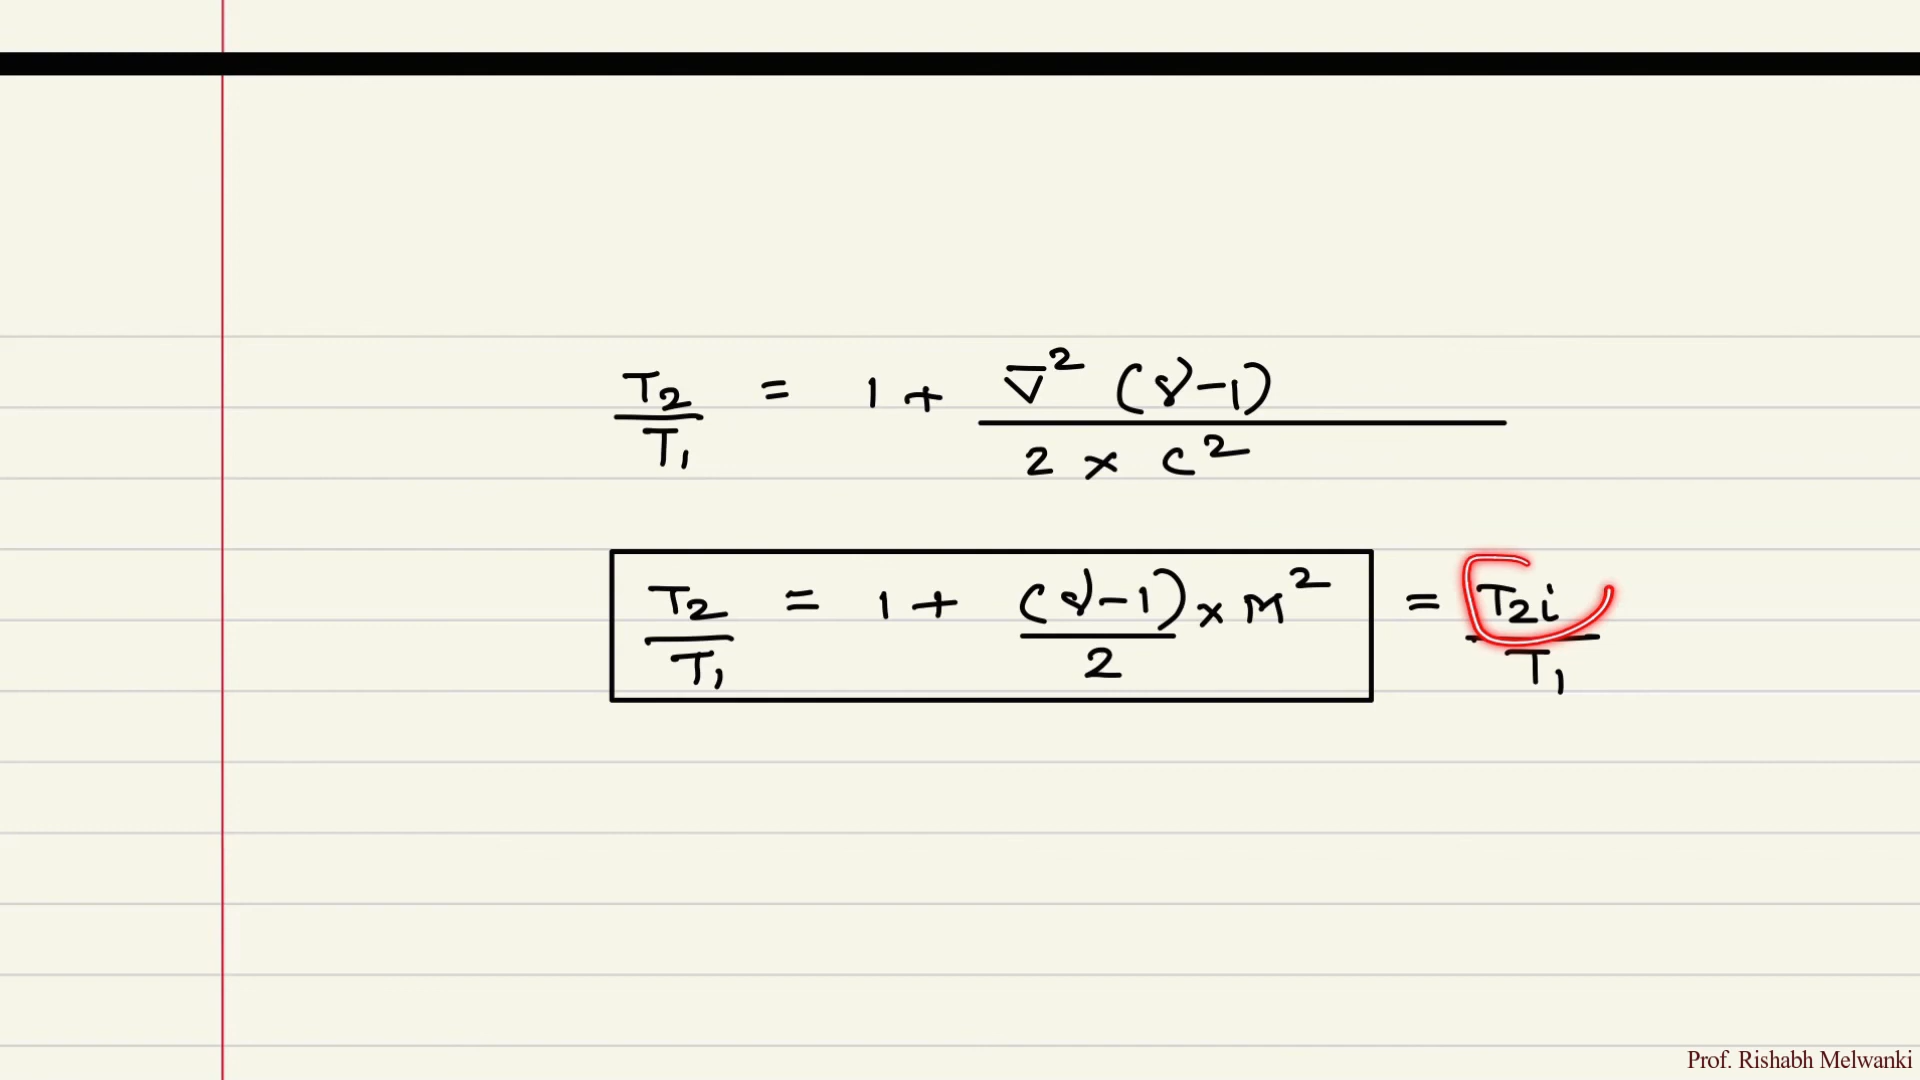 T₂/T₁ = 1 + V̅² (γ-1) / 2 × C²
T₂/T₁ = 1 + (γ-1)/2 × M² = T₂i/T₁
Prof. Rishabh Melwanki